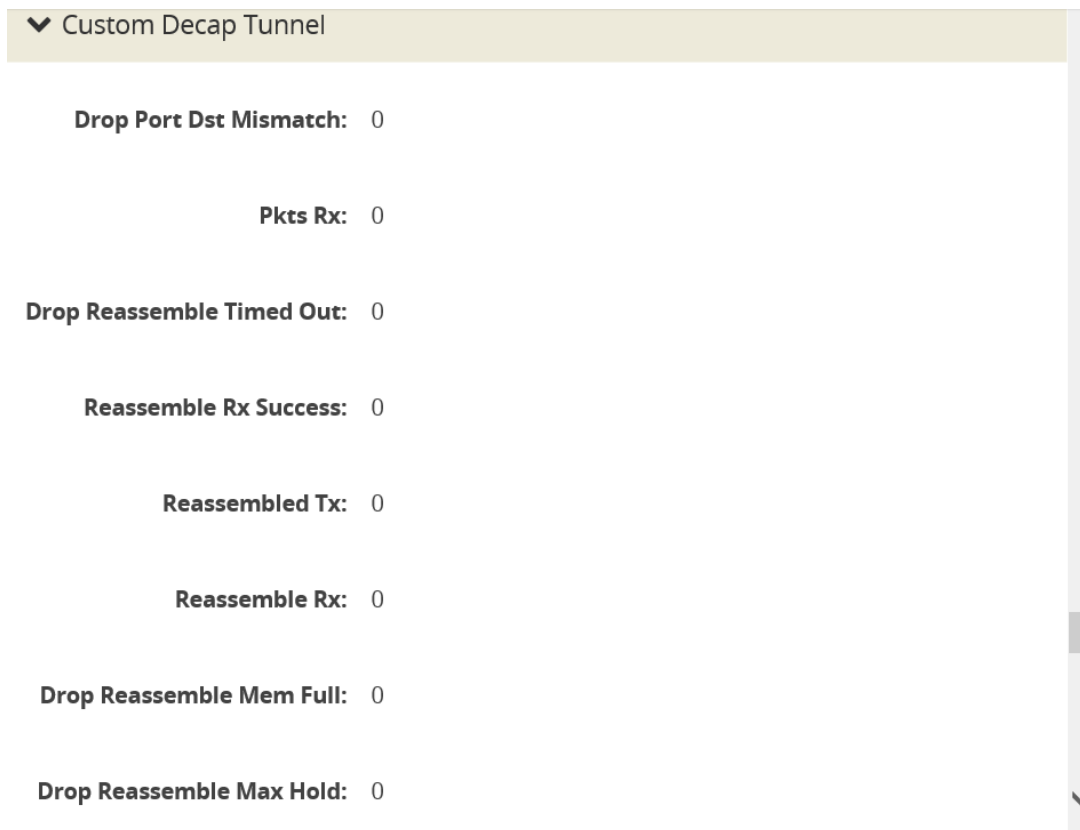 Custom Decap Tunnel
Drop Port Dst Mismatch: 0
Pkts Rx: 0
Drop Reassemble Timed Out: 0
Reassemble Rx Success: 0
Reassembled Tx: 0
Reassemble Rx: 0
Drop Reassemble Mem Full: 0
Drop Reassemble Max Hold: 0